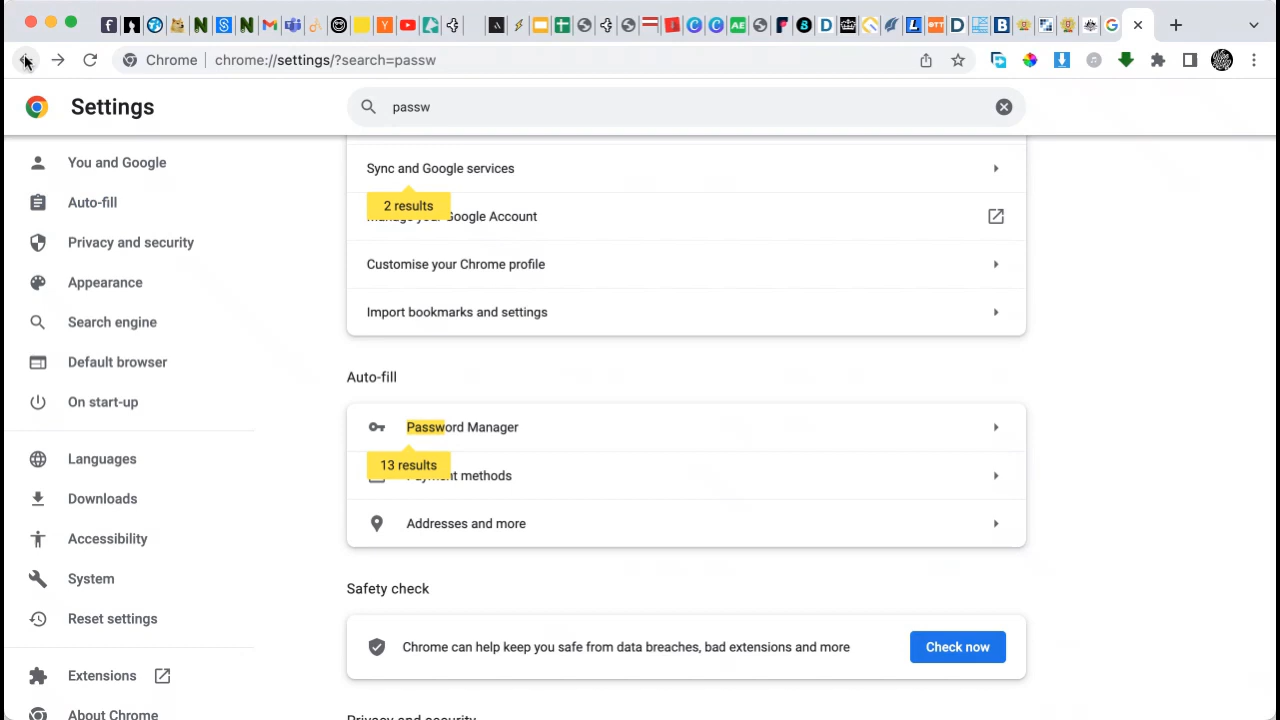 Chrome
chrome://settings/?search=passw
Settings
passw
You and Google
Auto-fill
Privacy and security
Appearance
Search engine
Default browser
On start-up
Languages
Downloads
Accessibility
System
Reset settings
Extensions
About Chrome
Sync and Google services
2 results
Google Account
Customise your Chrome profile
Import bookmarks and settings
Auto-fill
Password Manager
13 results
Payment methods
Addresses and more
Safety check
Chrome can help keep you safe from data breaches, bad extensions and more
Check now
Privacy and security